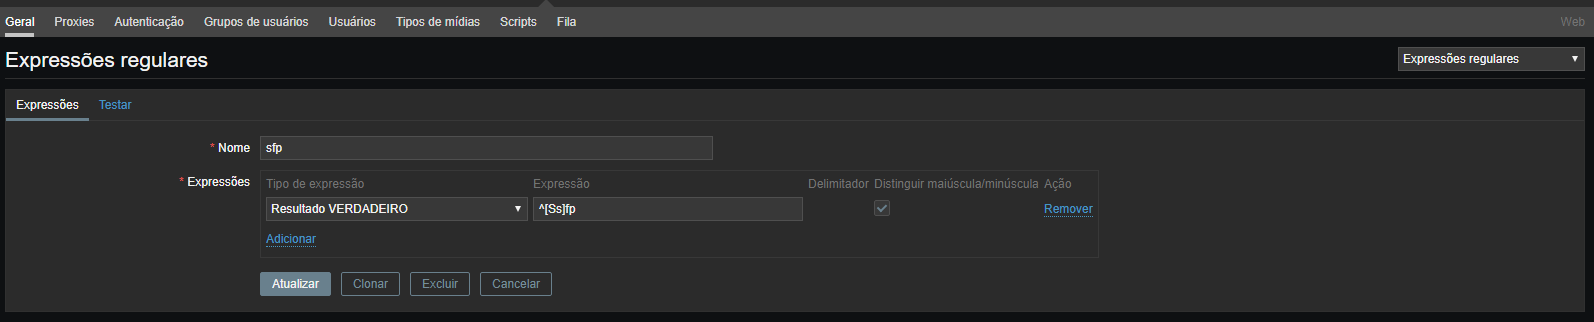 Geral Proxies Autenticação Grupos de usuários Usuários Tipos de mídias Scripts Fila Web
Expressões regulares Expressões regulares
Expressões Testar
* Nome sfp
* Expressões Tipo de expressão Expressão Delimitador Distinguir maiúscula/minúscula Ação
Resultado VERDADEIRO ^[Ss]fp Remover
Adicionar
Atualizar Clonar Excluir Cancelar